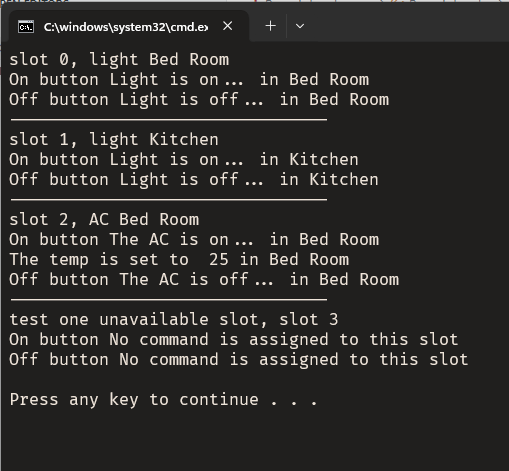 C:\windows\system32\cmd.ex
slot 0, light Bed Room
On button Light is on... in Bed Room
Off button Light is off... in Bed Room
--------------------------------
slot 1, light Kitchen
On button Light is on... in Kitchen
Off button Light is off... in Kitchen
--------------------------------
slot 2, AC Bed Room
On button The AC is on... in Bed Room
The temp is set to  25 in Bed Room
Off button The AC is off... in Bed Room
--------------------------------
test one unavailable slot, slot 3
On button No command is assigned to this slot
Off button No command is assigned to this slot
Press any key to continue . . .